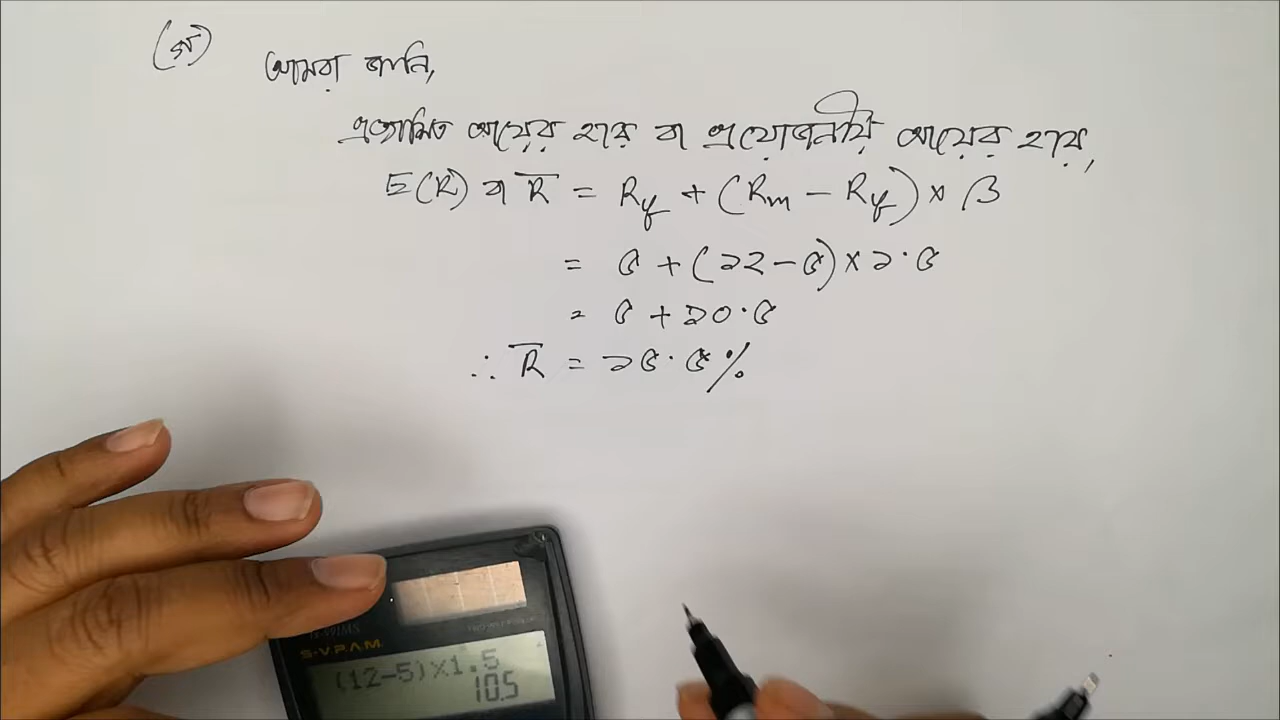 (গ)
আমরা জানি,
প্রত্যাশিত আয়ের হার বা প্রয়োজনীয় আয়ের হার,
E(R) বা R̅ = Rf + (Rm − Rf) × β
= ৫ + (১২ − ৫) × ১.৫
= ৫ + ১০.৫
∴ R̅ = ১৫.৫%
S-V.P.A.M.
(12-5)×1.5
10.5